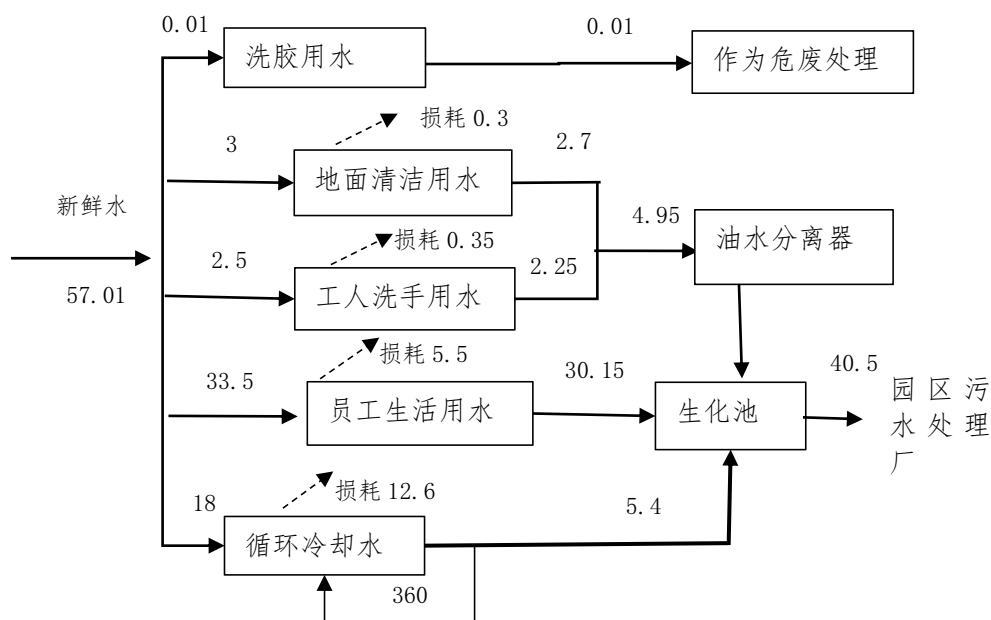 0.01
0.01
洗胶用水
作为危废处理
损耗 0.3
3
2.7
地面清洁用水
新鲜水
4.95
油水分离器
损耗 0.35
2.5
2.25
57.01
工人洗手用水
损耗 5.5
33.5
30.15
40.5
员工生活用水
生化池
园区污
水处理
厂
损耗 12.6
18
5.4
循环冷却水
360